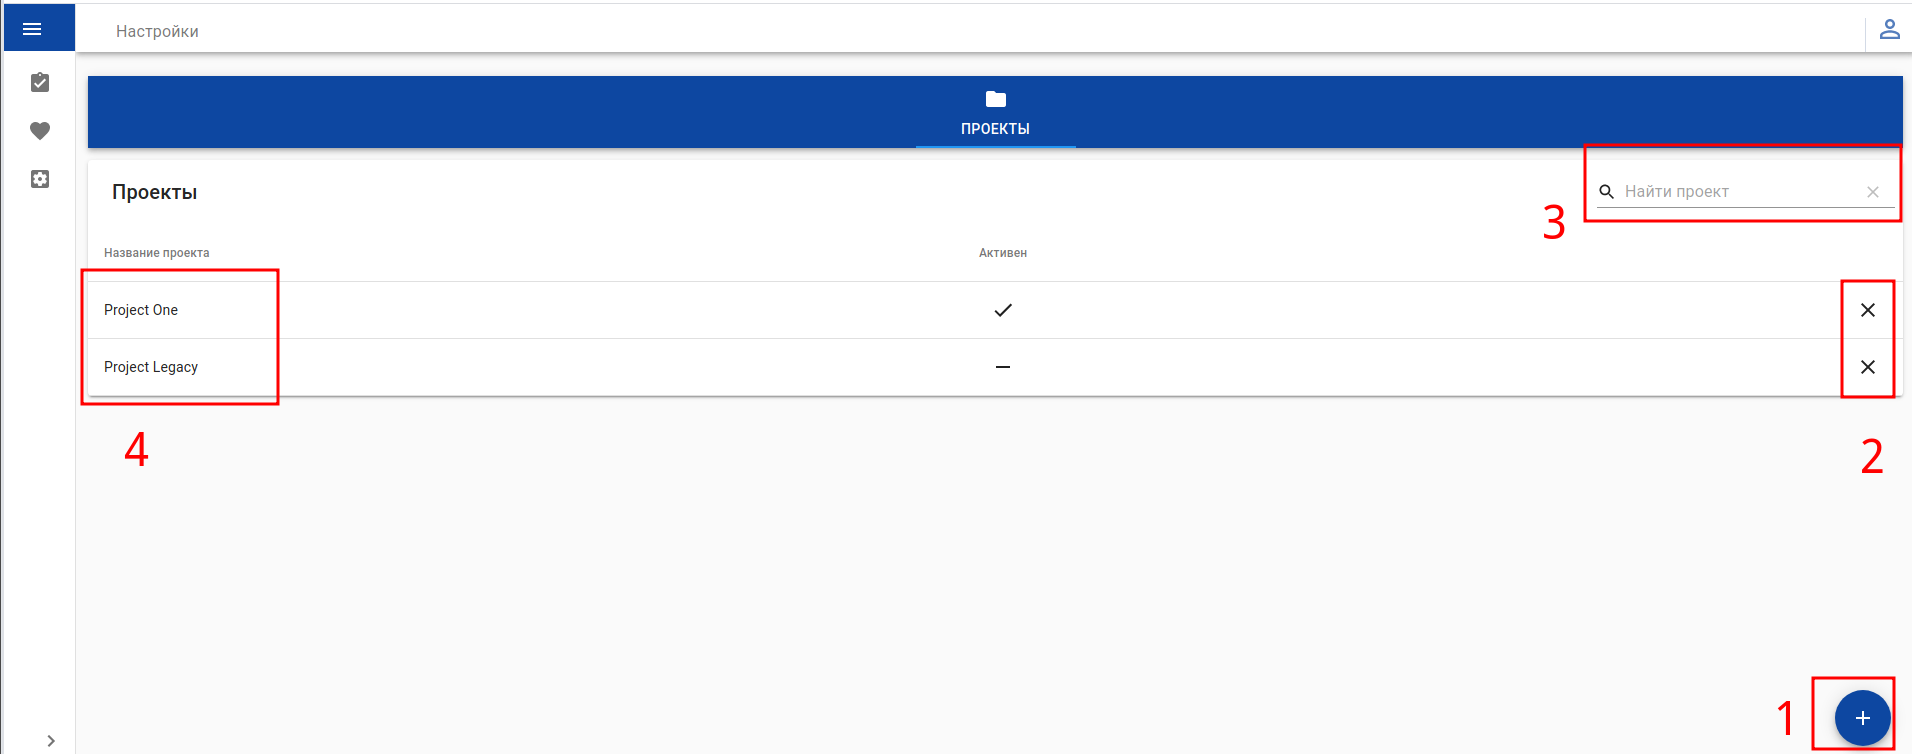 Настройки
ПРОЕКТЫ
Проекты
Найти проект
3
Название проекта
Активен
Project One
Project Legacy
4
2
1